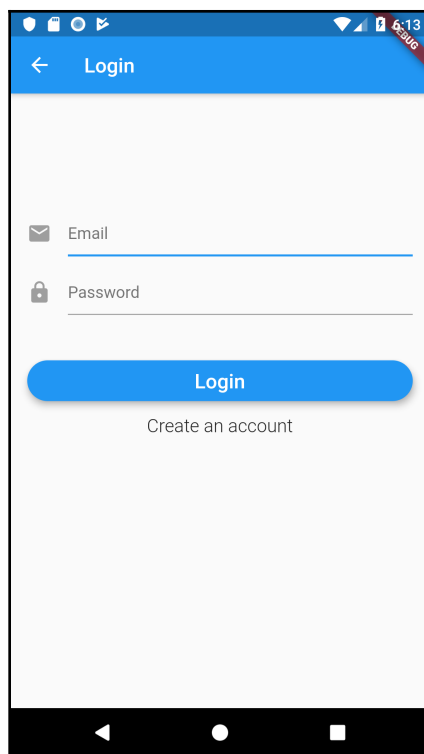 6:13
DEBUG
Login
Email
Password
Login
Create an account